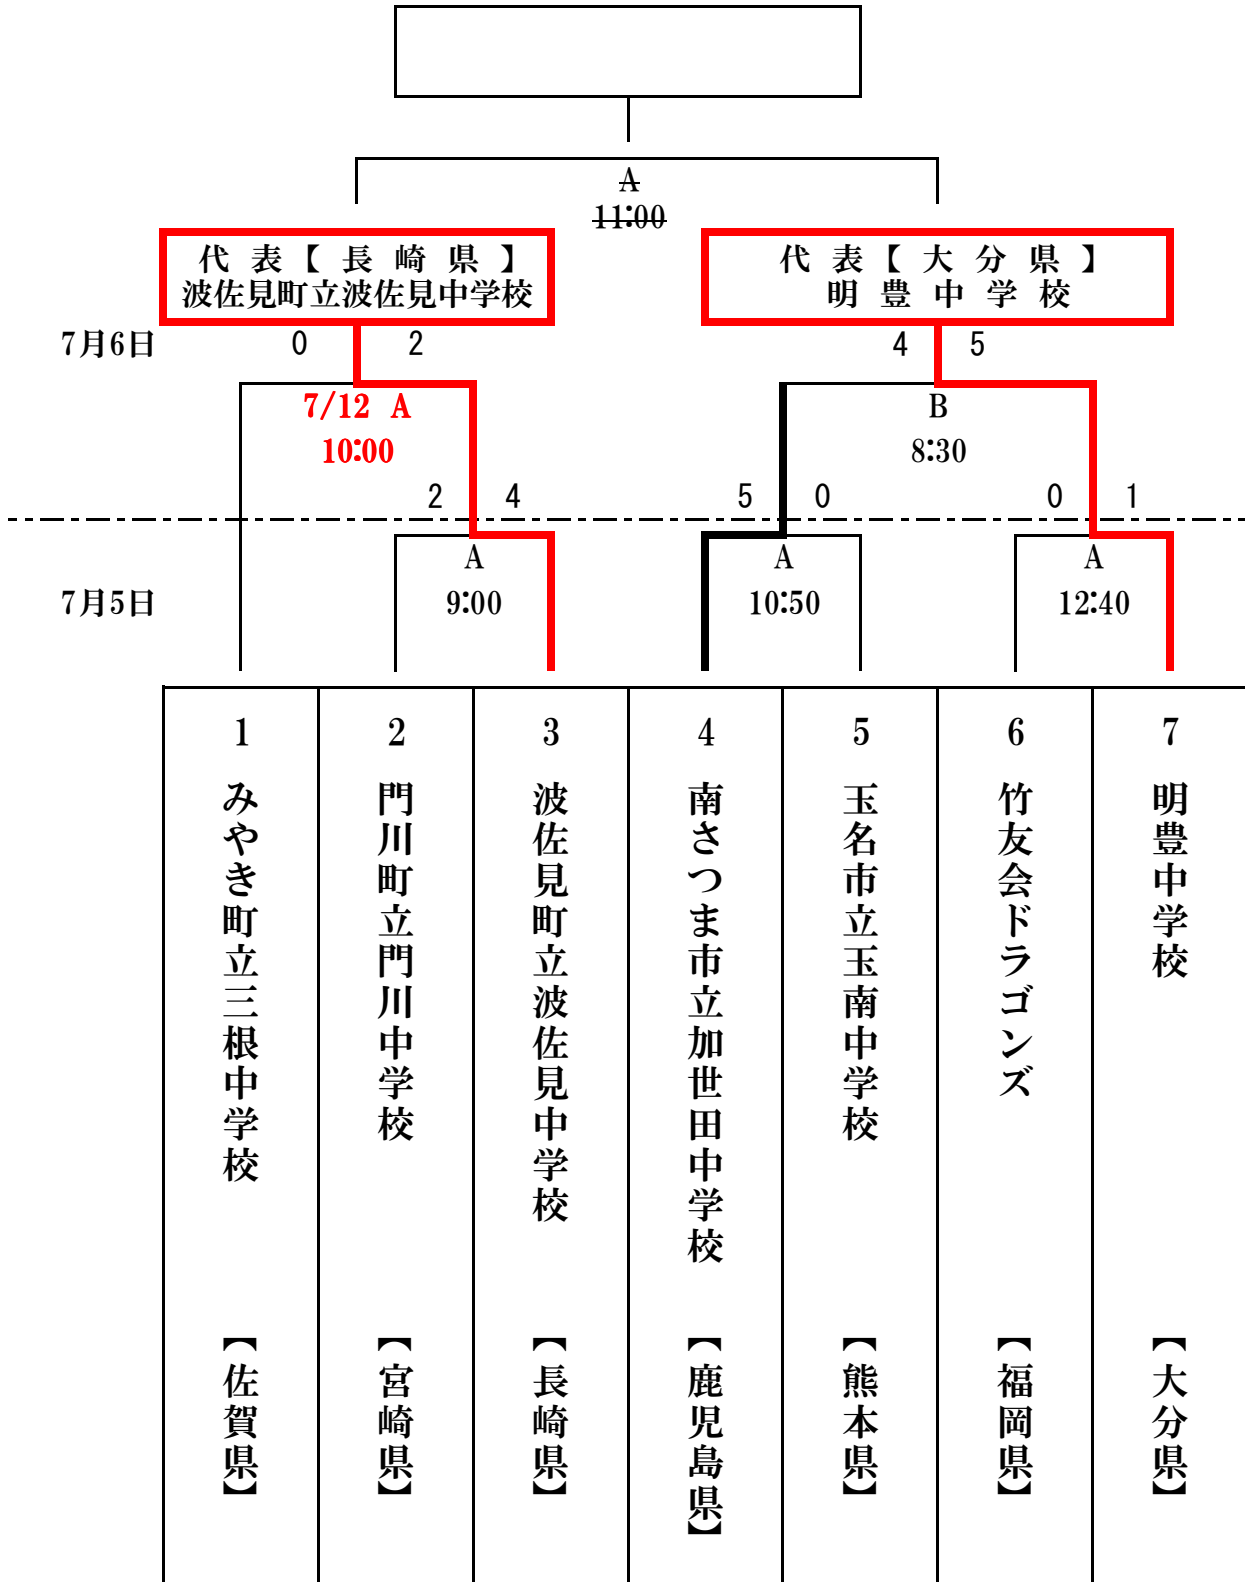 A
11:00
代表【長崎県】
波佐見町立波佐見中学校
代表【大分県】
明豊中学校
7月6日
0 2
4 5
7/12 A
10:00
B
8:30
2 4
5 0
0 1
7月5日
A
9:00
A
10:50
A
12:40
1
みやき町立三根中学校
【佐賀県】
2
門川町立門川中学校
【宮崎県】
3
波佐見町立波佐見中学校
【長崎県】
4
南さつま市立加世田中学校
【鹿児島県】
5
玉名市立玉南中学校
【熊本県】
6
竹友会ドラゴンズ
【福岡県】
7
明豊中学校
【大分県】